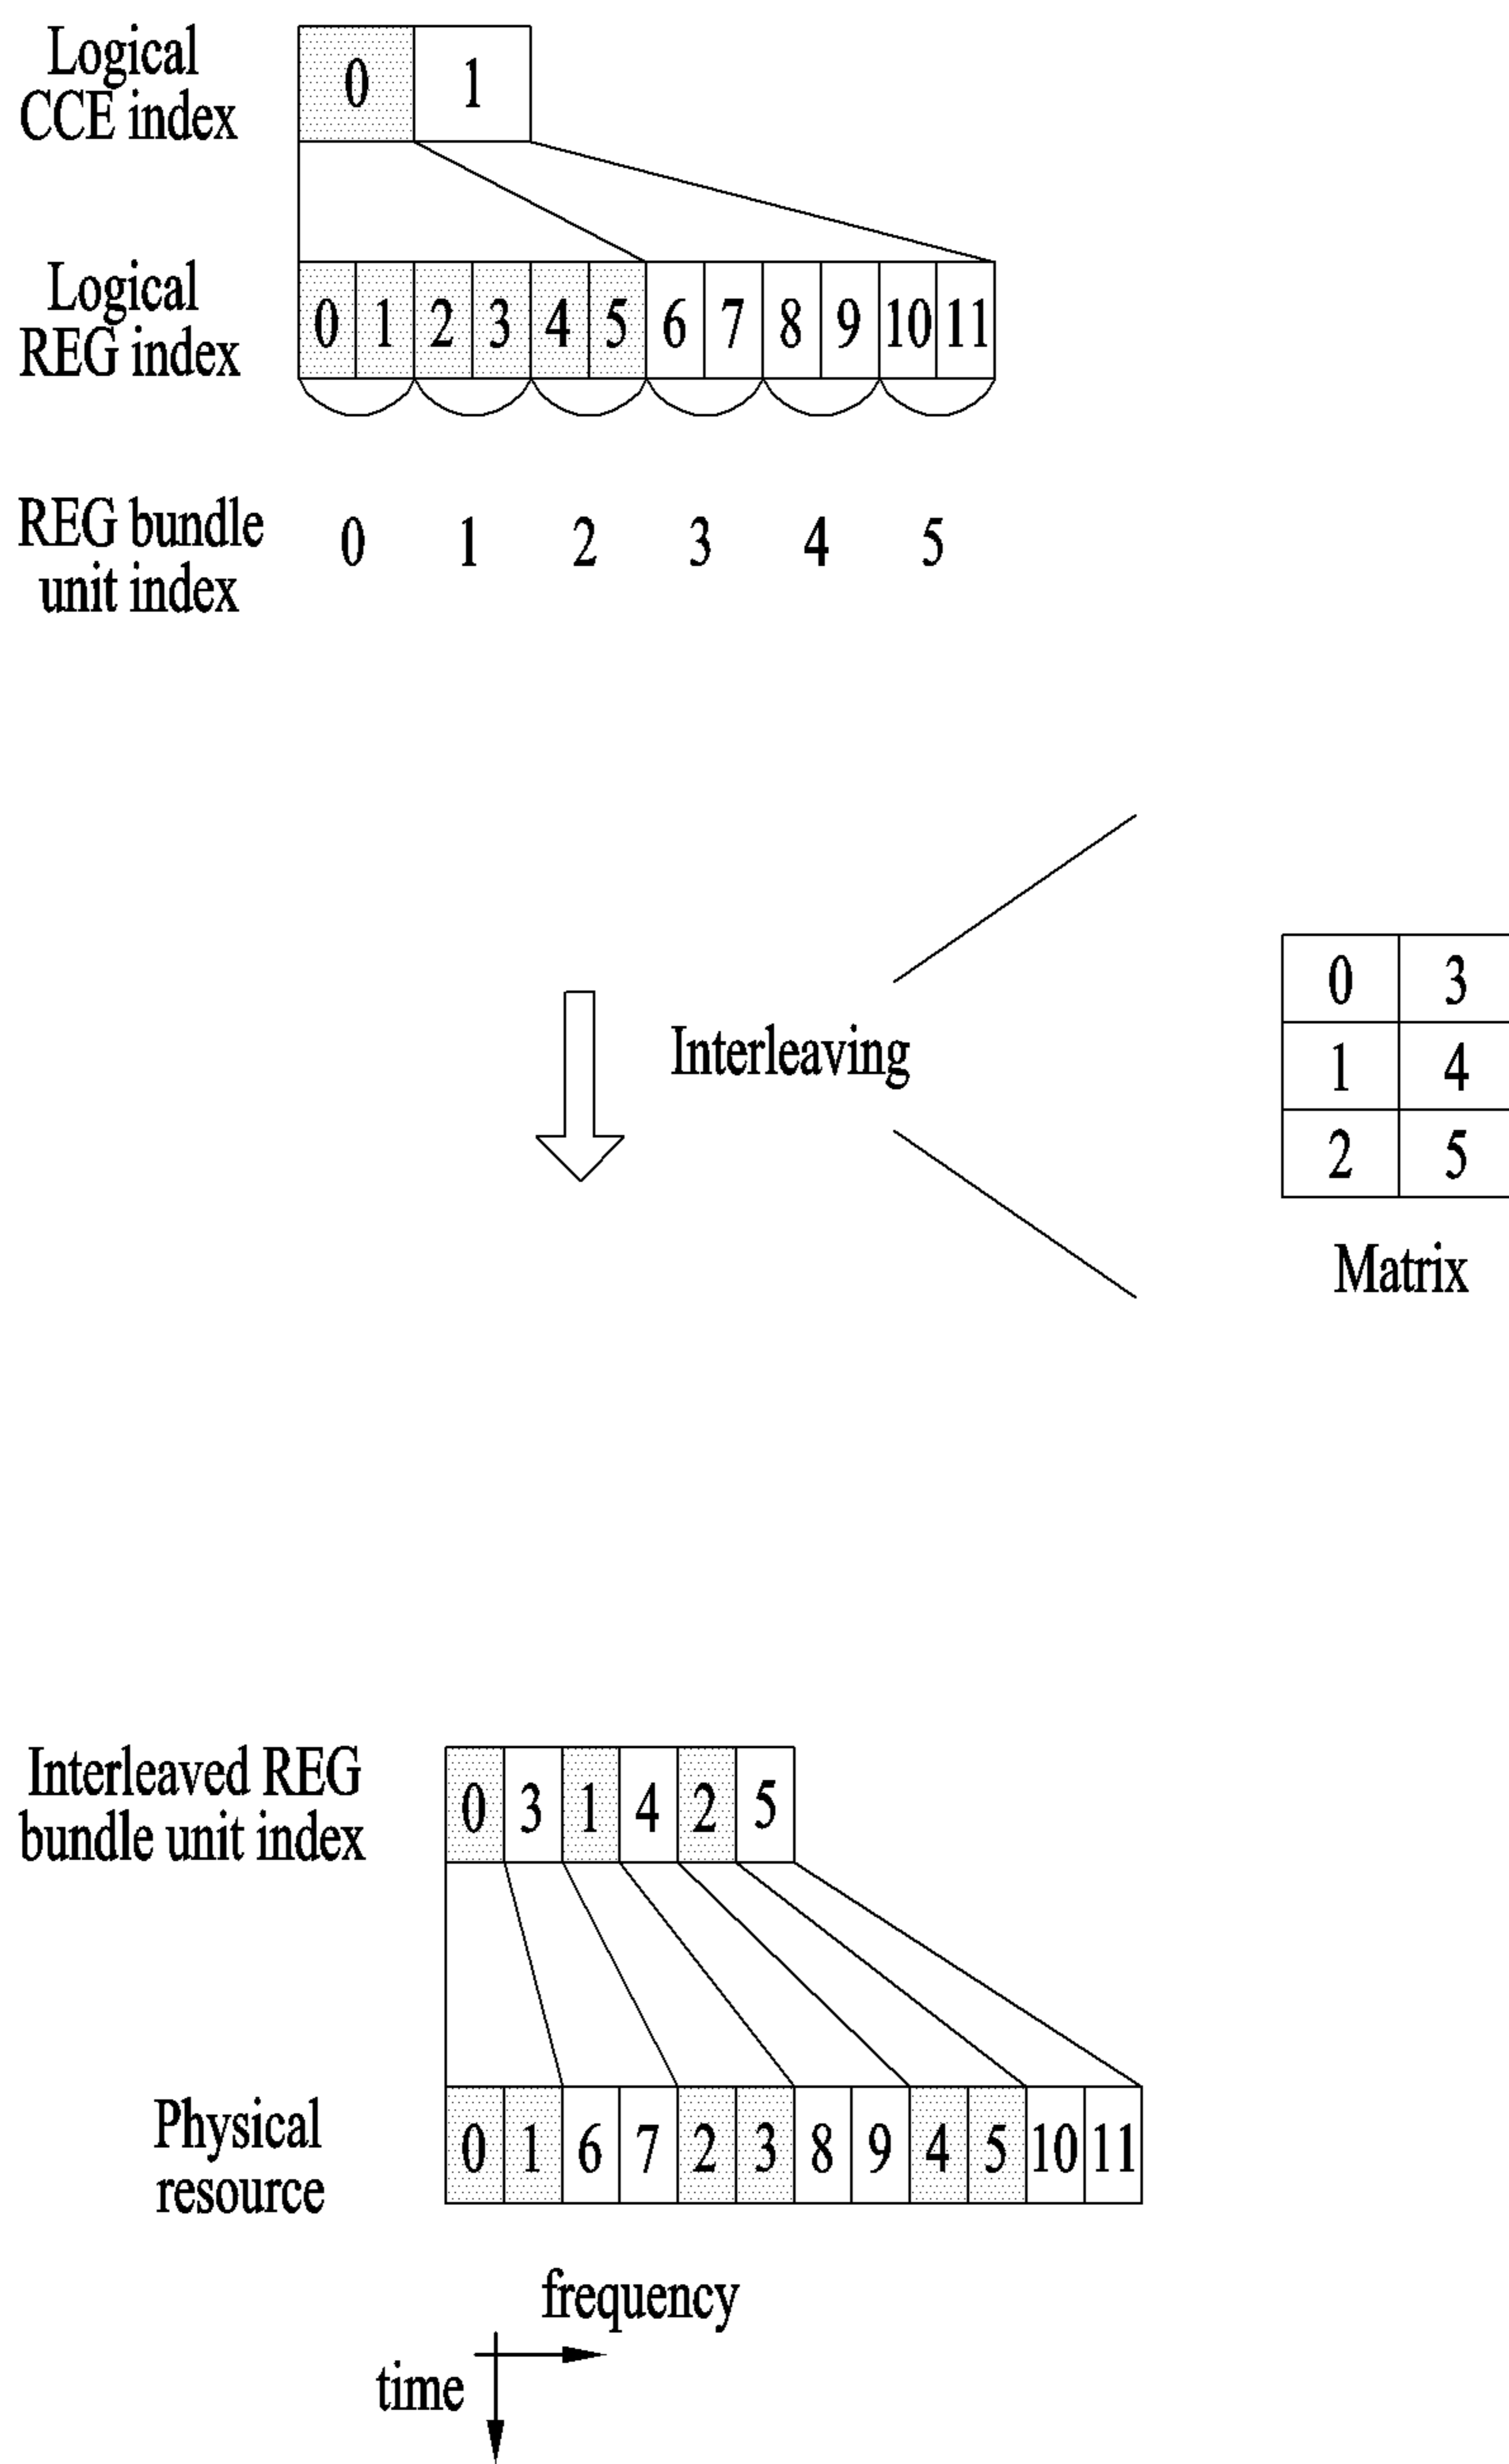 Logical
CCE index
0 1
Logical
REG index
0 1 2 3 4 5 6 7 8 9 10 11
REG bundle
unit index
0 1 2 3 4 5
Interleaving
0 3
1 4
2 5
Matrix
Interleaved REG
bundle unit index
0 3 1 4 2 5
Physical
resource
0 1 6 7 2 3 8 9 4 5 10 11
frequency
time